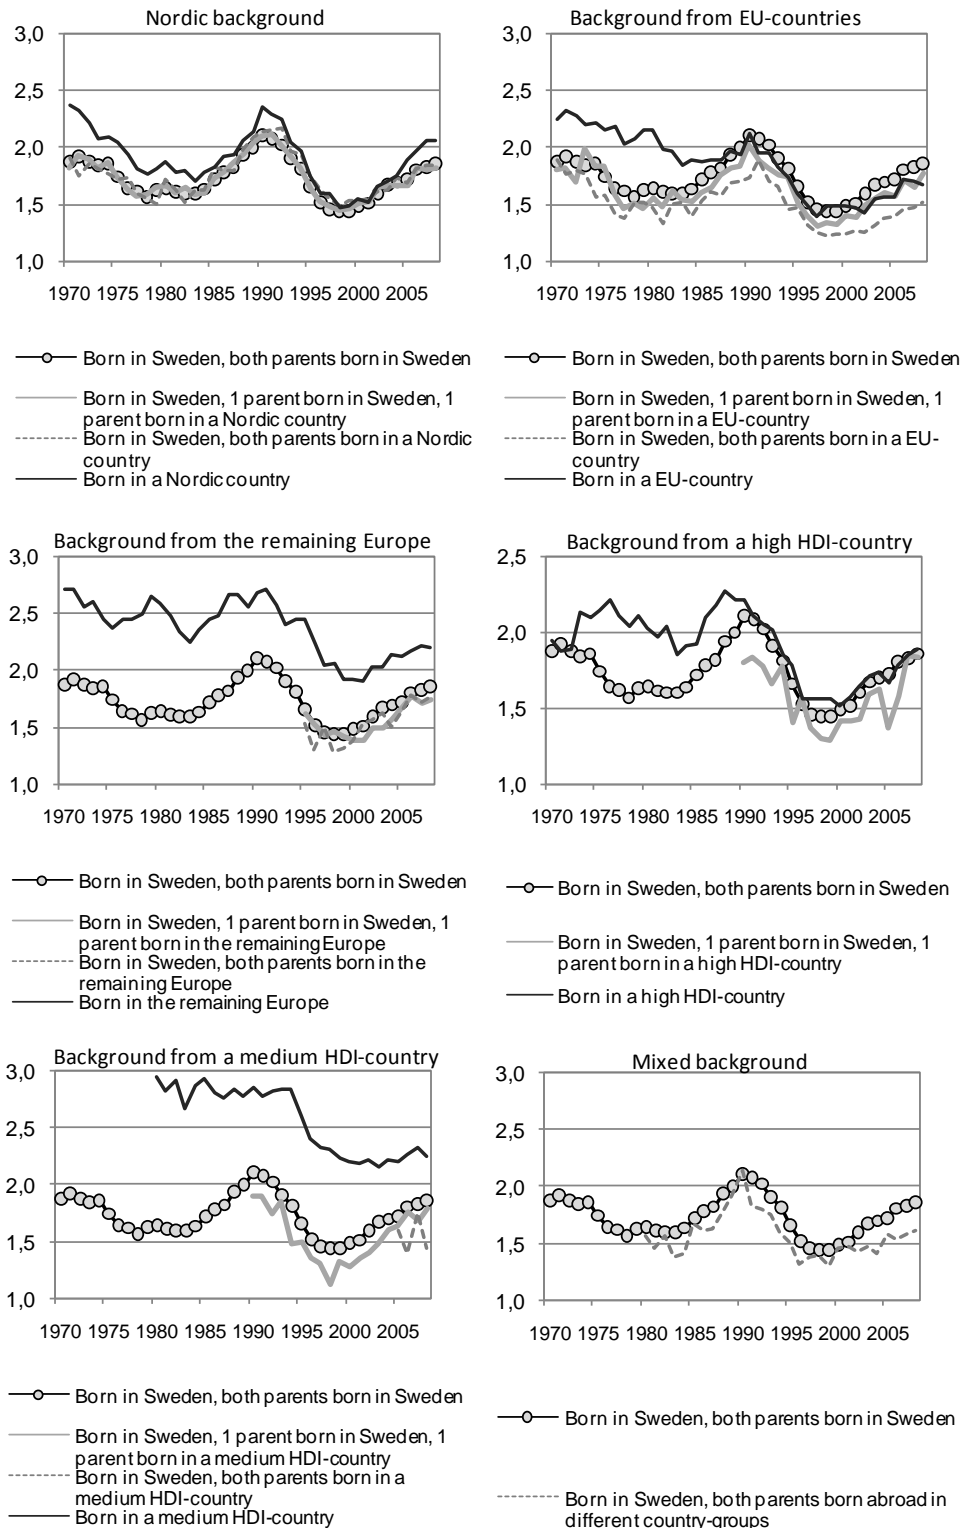 Nordic background
3,0
2,5
2,0
1,5
1,0
1970 1975 1980 1985 1990 1995 2000 2005
Born in Sweden, both parents born in Sweden
Born in Sweden, 1 parent born in Sweden, 1
parent born in a Nordic country
Born in Sweden, both parents born in a Nordic
country
Born in a Nordic country
Background from EU-countries
3,0
2,5
2,0
1,5
1,0
1970 1975 1980 1985 1990 1995 2000 2005
Born in Sweden, both parents born in Sweden
Born in Sweden, 1 parent born in Sweden, 1
parent born in a EU-country
Born in Sweden, both parents born in a EU-
country
Born in a EU-country
Background from the remaining Europe
3,0
2,5
2,0
1,5
1,0
1970 1975 1980 1985 1990 1995 2000 2005
Born in Sweden, both parents born in Sweden
Born in Sweden, 1 parent born in Sweden, 1
parent born in the remaining Europe
Born in Sweden, both parents born in the
remaining Europe
Born in the remaining Europe
Background from a high HDI-country
2,5
2,0
1,5
1,0
1970 1975 1980 1985 1990 1995 2000 2005
Born in Sweden, both parents born in Sweden
Born in Sweden, 1 parent born in Sweden, 1
parent born in a high HDI-country
Born in a high HDI-country
Background from a medium HDI-country
3,0
2,5
2,0
1,5
1,0
1970 1975 1980 1985 1990 1995 2000 2005
Born in Sweden, both parents born in Sweden
Born in Sweden, 1 parent born in Sweden, 1
parent born in a medium HDI-country
Born in Sweden, both parents born in a
medium HDI-country
Born in a medium HDI-country
Mixed background
3,0
2,5
2,0
1,5
1,0
1970 1975 1980 1985 1990 1995 2000 2005
Born in Sweden, both parents born in Sweden
Born in Sweden, both parents born abroad in
different country-groups